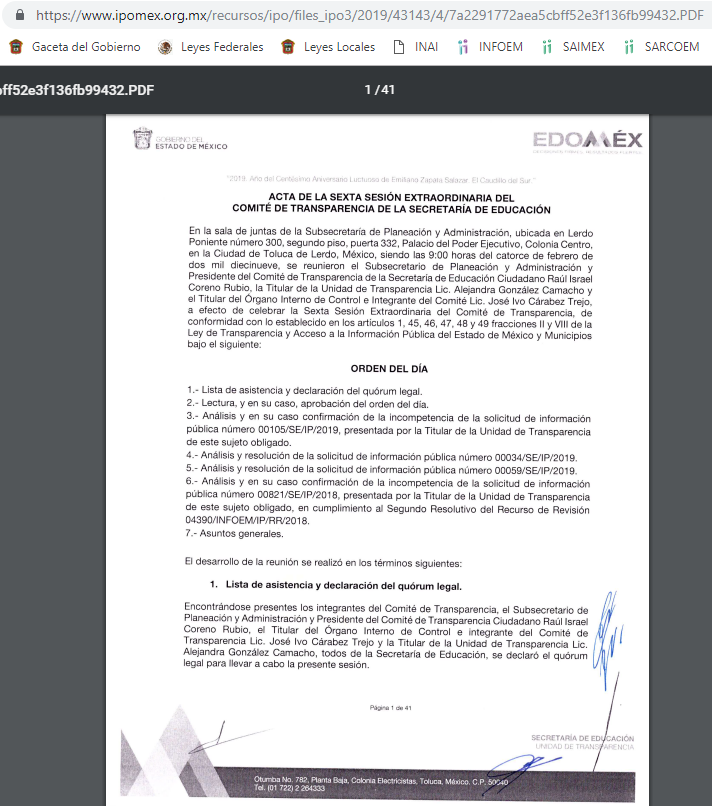 https://www.ipomex.org.mx/recursos/ipo/files_ipo3/2019/43143/4/7a2291772aea5cbff52e3f136fb99432.PDF
Gaceta del Gobierno Leyes Federales Leyes Locales INAI INFOEM SAIMEX SARCOEM
bff52e3f136fb99432.PDF 1 / 41
GOBIERNO DEL
ESTADO DE MÉXICO
EDOMÉX
"2019. Año del Centésimo Aniversario Luctuoso de Emiliano Zapata Salazar. El Caudillo del Sur."
ACTA DE LA SEXTA SESIÓN EXTRAORDINARIA DEL
COMITÉ DE TRANSPARENCIA DE LA SECRETARÍA DE EDUCACIÓN
En la sala de juntas de la Subsecretaría de Planeación y Administración, ubicada en Lerdo
Poniente número 300, segundo piso, puerta 332, Palacio del Poder Ejecutivo, Colonia Centro,
en la Ciudad de Toluca de Lerdo, México, siendo las 9:00 horas del catorce de febrero de
dos mil diecinueve, se reunieron el Subsecretario de Planeación y Administración y
Presidente del Comité de Transparencia de la Secretaría de Educación Ciudadano Raúl Israel
Coreno Rubio, la Titular de la Unidad de Transparencia Lic. Alejandra González Camacho y
el Titular del Órgano Interno de Control e Integrante del Comité Lic. José Ivo Cárabez Trejo,
a efecto de celebrar la Sexta Sesión Extraordinaria del Comité de Transparencia, de
conformidad con lo establecido en los artículos 1, 45, 46, 47, 48 y 49 fracciones II y VIII de la
Ley de Transparencia y Acceso a la Información Pública del Estado de México y Municipios
bajo el siguiente:
ORDEN DEL DÍA
1.- Lista de asistencia y declaración del quórum legal.
2.- Lectura, y en su caso, aprobación del orden del día.
3.- Análisis y en su caso confirmación de la incompetencia de la solicitud de información
pública número 00105/SE/IP/2019, presentada por la Titular de la Unidad de Transparencia
de este sujeto obligado.
4.- Análisis y resolución de la solicitud de información pública número 00034/SE/IP/2019.
5.- Análisis y resolución de la solicitud de información pública número 00059/SE/IP/2019.
6.- Análisis y en su caso confirmación de la incompetencia de la solicitud de información
pública número 00821/SE/IP/2018, presentada por la Titular de la Unidad de Transparencia
de este sujeto obligado, en cumplimiento al Segundo Resolutivo del Recurso de Revisión
04390/INFOEM/IP/RR/2018.
7.- Asuntos generales.
El desarrollo de la reunión se realizó en los términos siguientes:
1. Lista de asistencia y declaración del quórum legal.
Encontrándose presentes los integrantes del Comité de Transparencia, el Subsecretario de
Planeación y Administración y Presidente del Comité de Transparencia Ciudadano Raúl Israel
Coreno Rubio, el Titular del Órgano Interno de Control e integrante del Comité de
Transparencia Lic. José Ivo Cárabez Trejo y la Titular de la Unidad de Transparencia Lic.
Alejandra González Camacho, todos de la Secretaría de Educación, se declaró el quórum
legal para llevar a cabo la presente sesión.
Página 1 de 41
SECRETARÍA DE EDUCACIÓN
UNIDAD DE TRANSPARENCIA
Otumba No. 782, Planta Baja, Colonia Electricistas, Toluca, México. C.P. 50040
Tel. (01 722) 2 264333